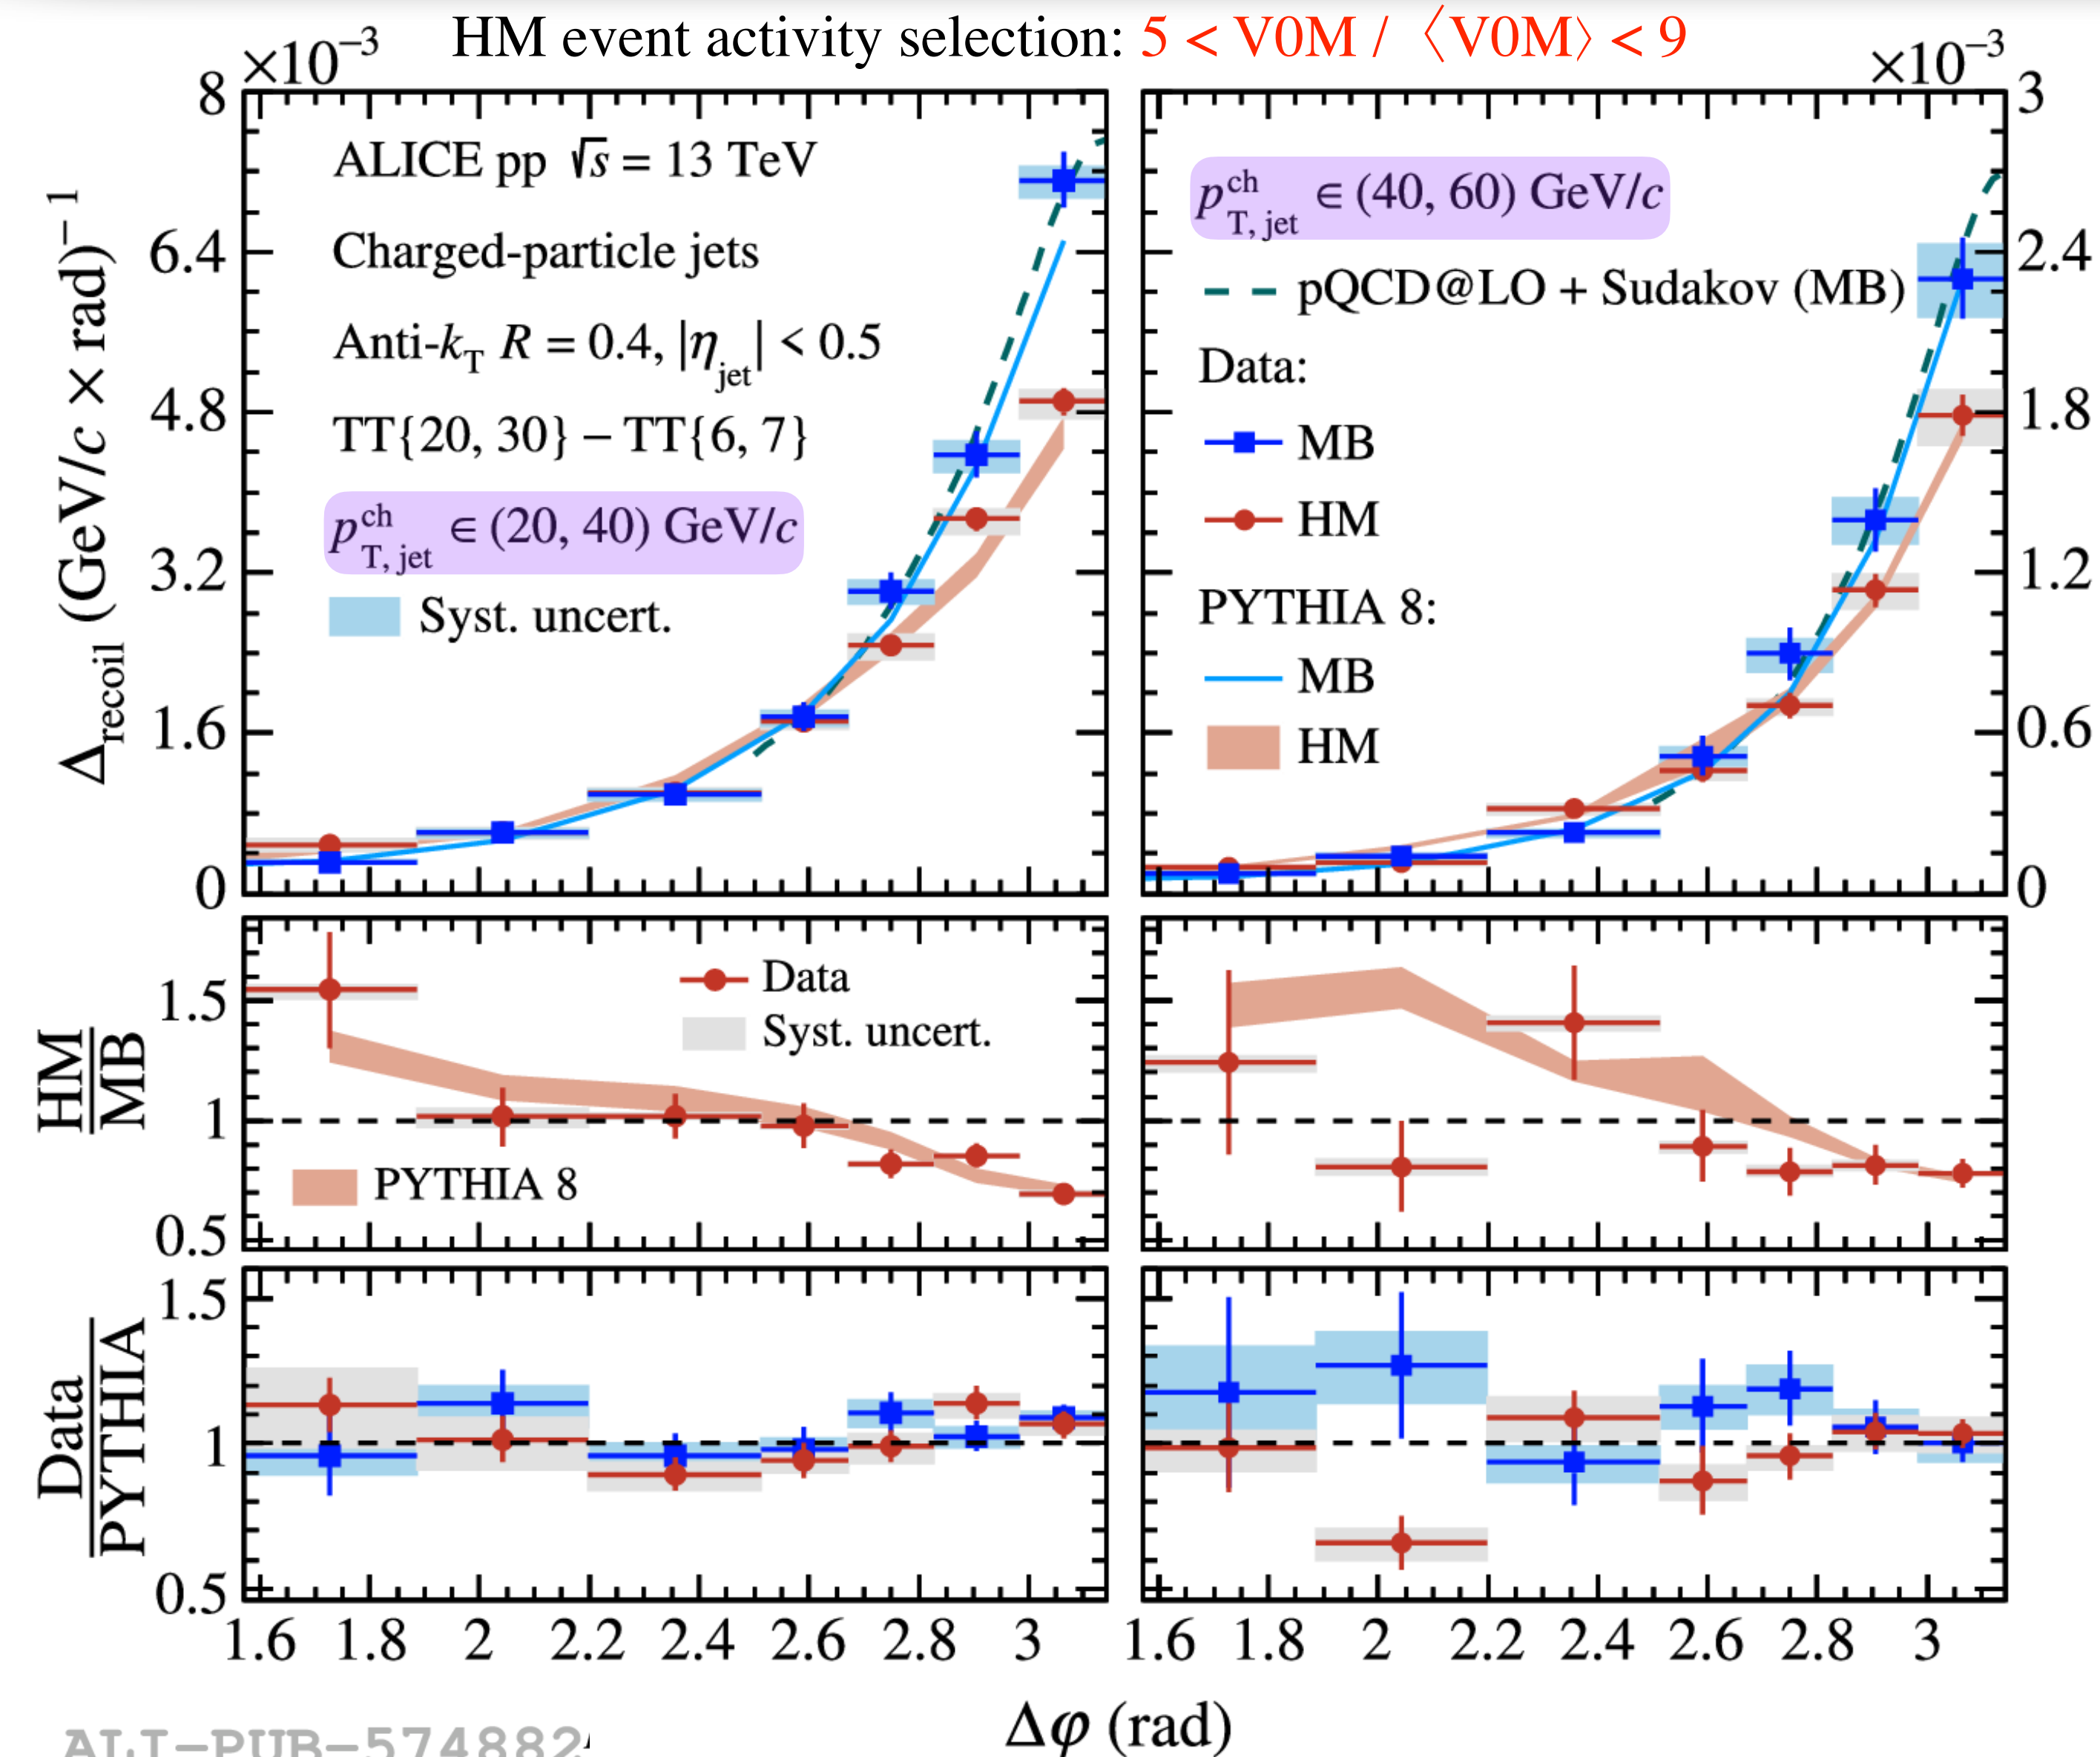 HM event activity selection: 5 < V0M / ⟨V0M⟩ < 9
×10⁻³
×10⁻³
Δrecoil (GeV/c × rad)⁻¹
8
6.4
4.8
3.2
1.6
0
ALICE pp √s = 13 TeV
Charged-particle jets
Anti-kT R = 0.4, |ηjet| < 0.5
TT{20, 30} – TT{6, 7}
p^ch_T, jet ∈ (20, 40) GeV/c
Syst. uncert.
p^ch_T, jet ∈ (40, 60) GeV/c
pQCD@LO + Sudakov (MB)
Data:
MB
HM
PYTHIA 8:
MB
HM
3
2.4
1.8
1.2
0.6
0
HM
MB
1.5
1
0.5
Data
Syst. uncert.
PYTHIA 8
Data
PYTHIA
1.5
1
0.5
1.6 1.8 2 2.2 2.4 2.6 2.8 3
1.6 1.8 2 2.2 2.4 2.6 2.8 3
Δφ (rad)
ALI-PUB-574882